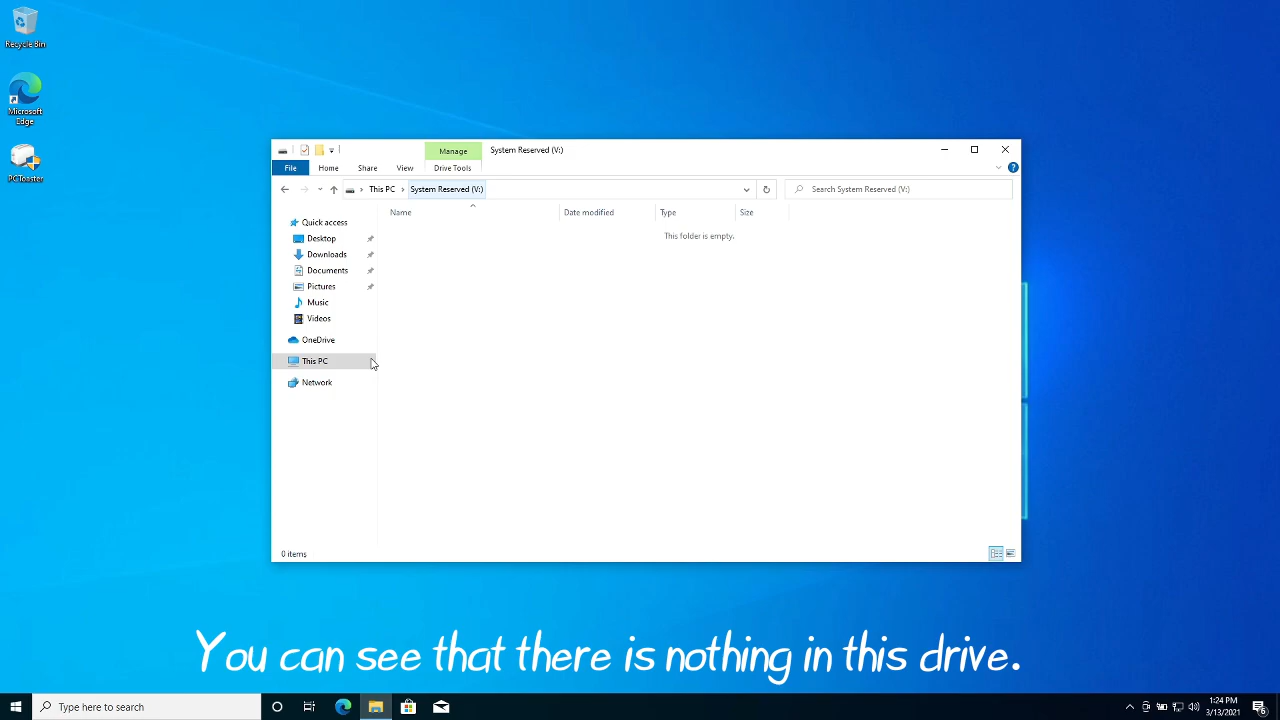 Recycle Bin
Microsoft
Edge
PCToaster
Manage
System Reserved (V:)
File
Home
Share
View
Drive Tools
This PC
System Reserved (V:)
Search System Reserved (V:)
Name
Date modified
Type
Size
This folder is empty.
Quick access
Desktop
Downloads
Documents
Pictures
Music
Videos
OneDrive
This PC
Network
0 items
You can see that there is nothing in this drive.
Type here to search
1:24 PM
3/13/2021
6